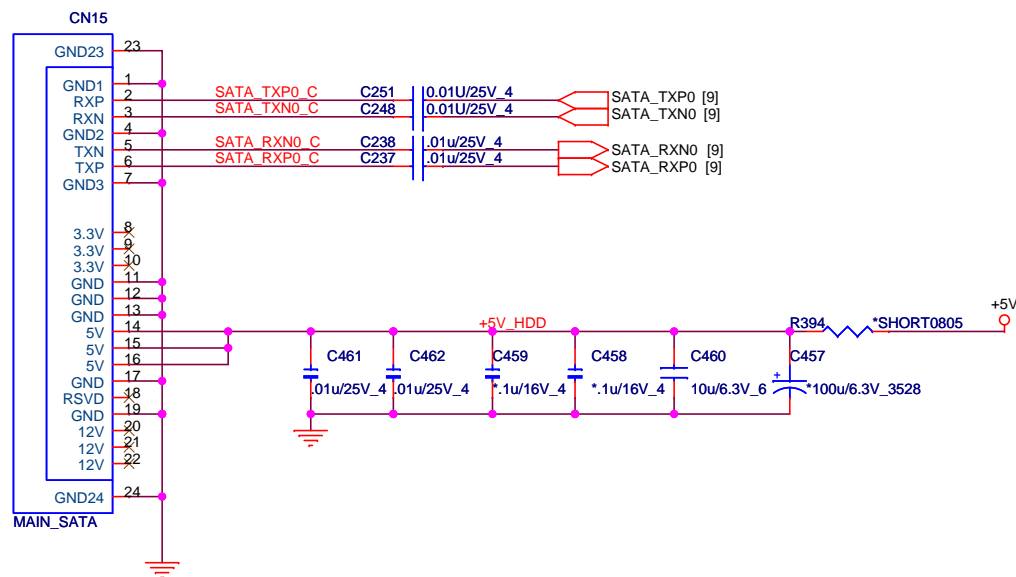 CN15
GND23 23
GND1 1
RXP 2 SATA_TXP0_C C251 0.01U/25V_4 SATA_TXP0 [9]
RXN 3 SATA_TXN0_C C248 0.01U/25V_4 SATA_TXN0 [9]
GND2 4
TXN 5 SATA_RXN0_C C238 .01u/25V_4 SATA_RXN0 [9]
TXP 6 SATA_RXP0_C C237 .01u/25V_4 SATA_RXP0 [9]
GND3 7
3.3V 8
3.3V 9
3.3V 10
GND 11
GND 12
GND 13
+5V
5V 14 +5V_HDD R394 *SHORT0805
5V 15
5V 16
C461 C462 C459 C458 C460 C457
GND 17
.01u/25V_4 .01u/25V_4 *.1u/16V_4 *.1u/16V_4 10u/6.3V_6 + *100u/6.3V_3528
RSVD 18
GND 19
12V 20
12V 21
12V 22
GND24 24
MAIN_SATA